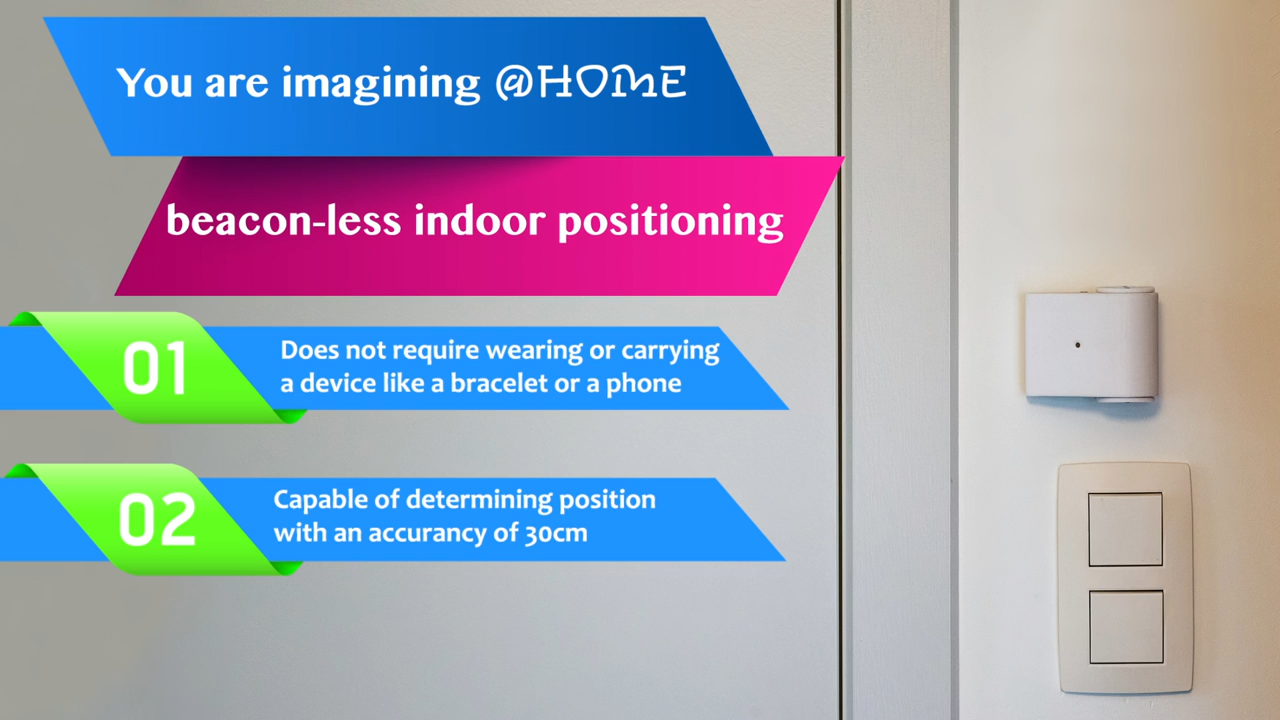 You are imagining @HOME
beacon-less indoor positioning
01
Does not require wearing or carrying
a device like a bracelet or a phone
02
Capable of determining position
with an accurancy of 30cm